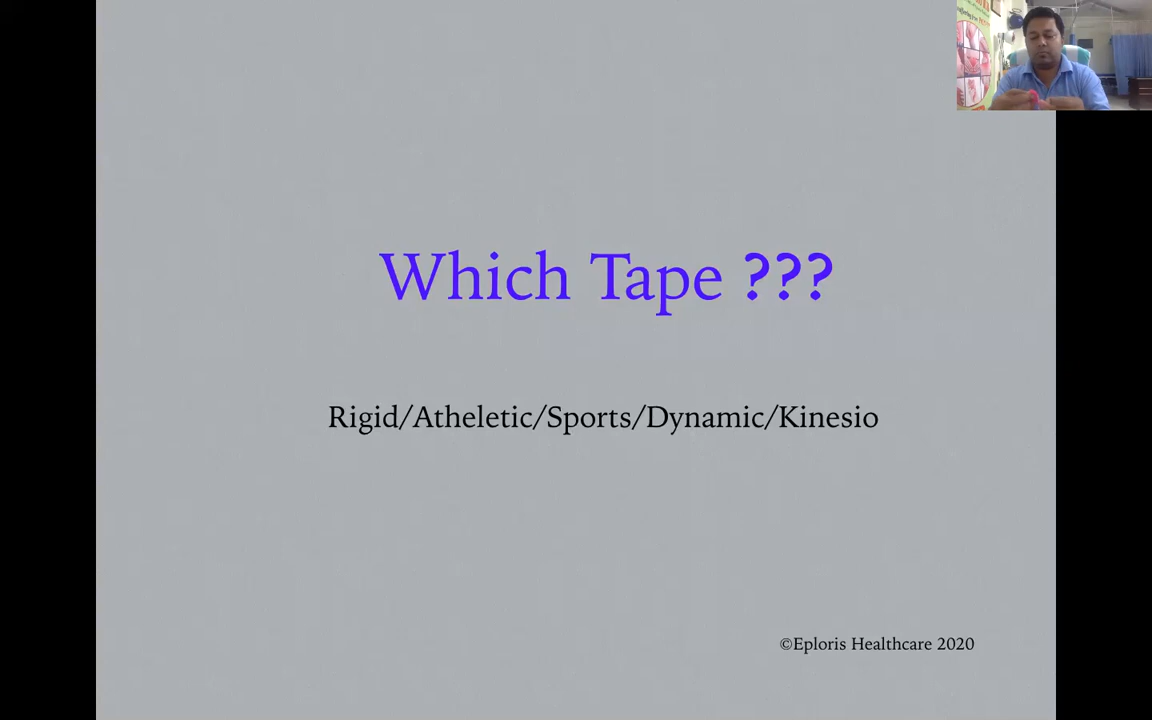 Which Tape ???
Rigid/Atheletic/Sports/Dynamic/Kinesio
©Eploris Healthcare 2020